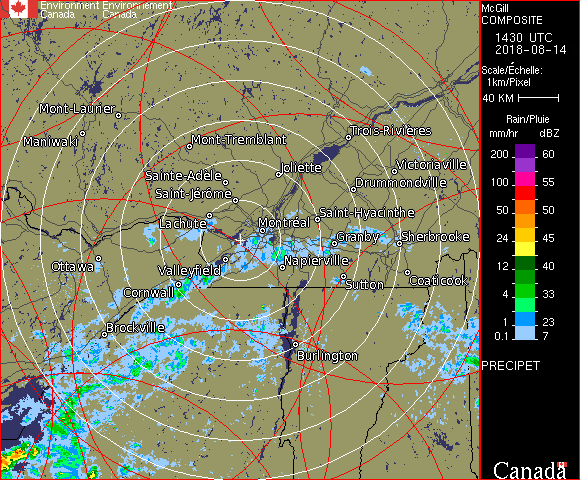 Environment Environnement
Canada Canada
McGill
COMPOSITE
1430 UTC
2018-08-14
Scale/Échelle:
1km/Pixel
40 KM
Rain/Pluie
mm/hr dBZ
200 60
155
100 55
50 50
24 45
12 40
4 33
1 23
0.1 7
PRECIPET
Canada
Mont-Laurier
Maniwaki
Mont-Tremblant
Trois-Rivières
Joliette
Victoriaville
Sainte-Adèle
Drummondville
Saint-Jérôme
Lachute
Saint-Hyacinthe
Montréal
Granby
Sherbrooke
Ottawa
Valleyfield
Napierville
Cornwall
Sutton
Coaticook
Brockville
Burlington